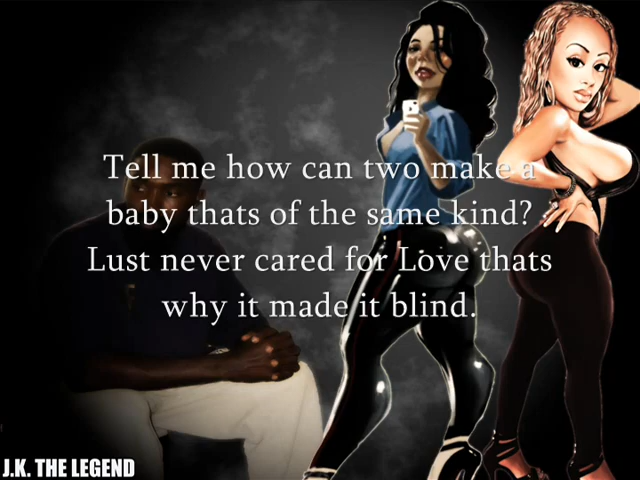 Tell me how can two make a
baby thats of the same kind?
Lust never cared for Love thats
why it made it blind.
J.K. THE LEGEND